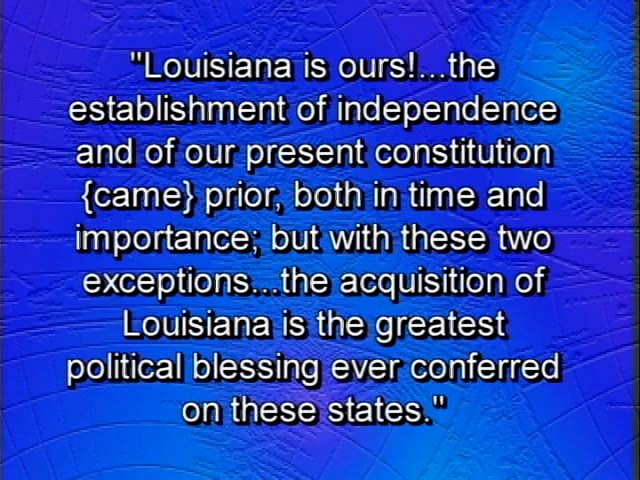 "Louisiana is ours!...the
establishment of independence
and of our present constitution
{came} prior, both in time and
importance; but with these two
exceptions...the acquisition of
Louisiana is the greatest
political blessing ever conferred
on these states."